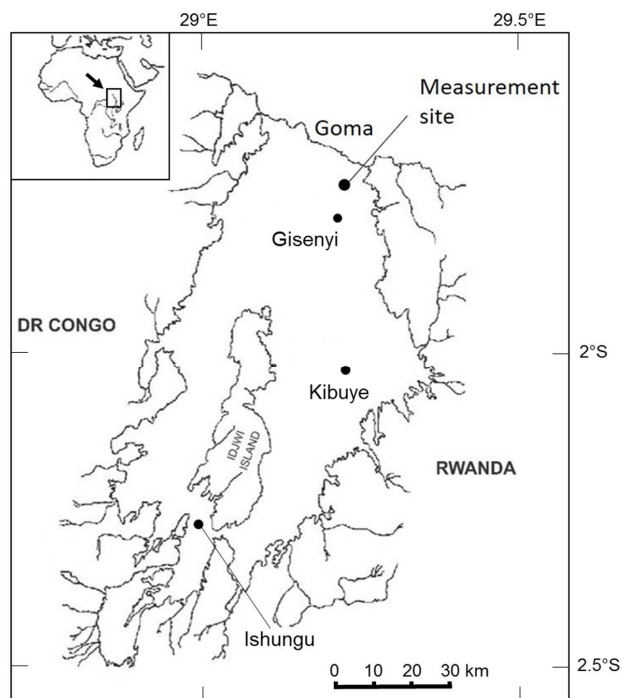 29°E
29.5°E
Measurement
site
Goma
Gisenyi
DR CONGO
2°S
Kibuye
IDJWI
ISLAND
RWANDA
Ishungu
2.5°S
0 10 20 30 km